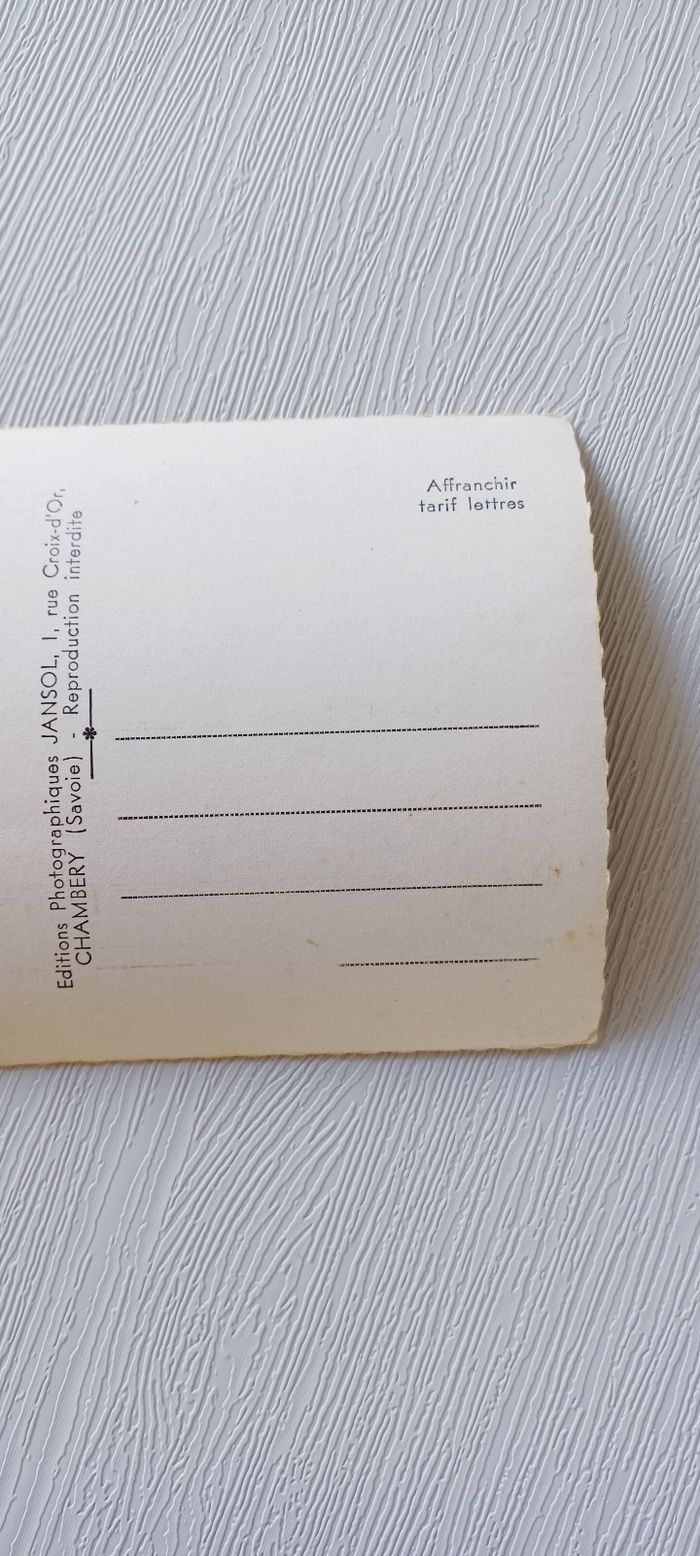 Editions Photographiques JANSOL, 1, rue Croix-d'Or,
CHAMBERY (Savoie) - Reproduction interdite
Affranchir
tarif lettres